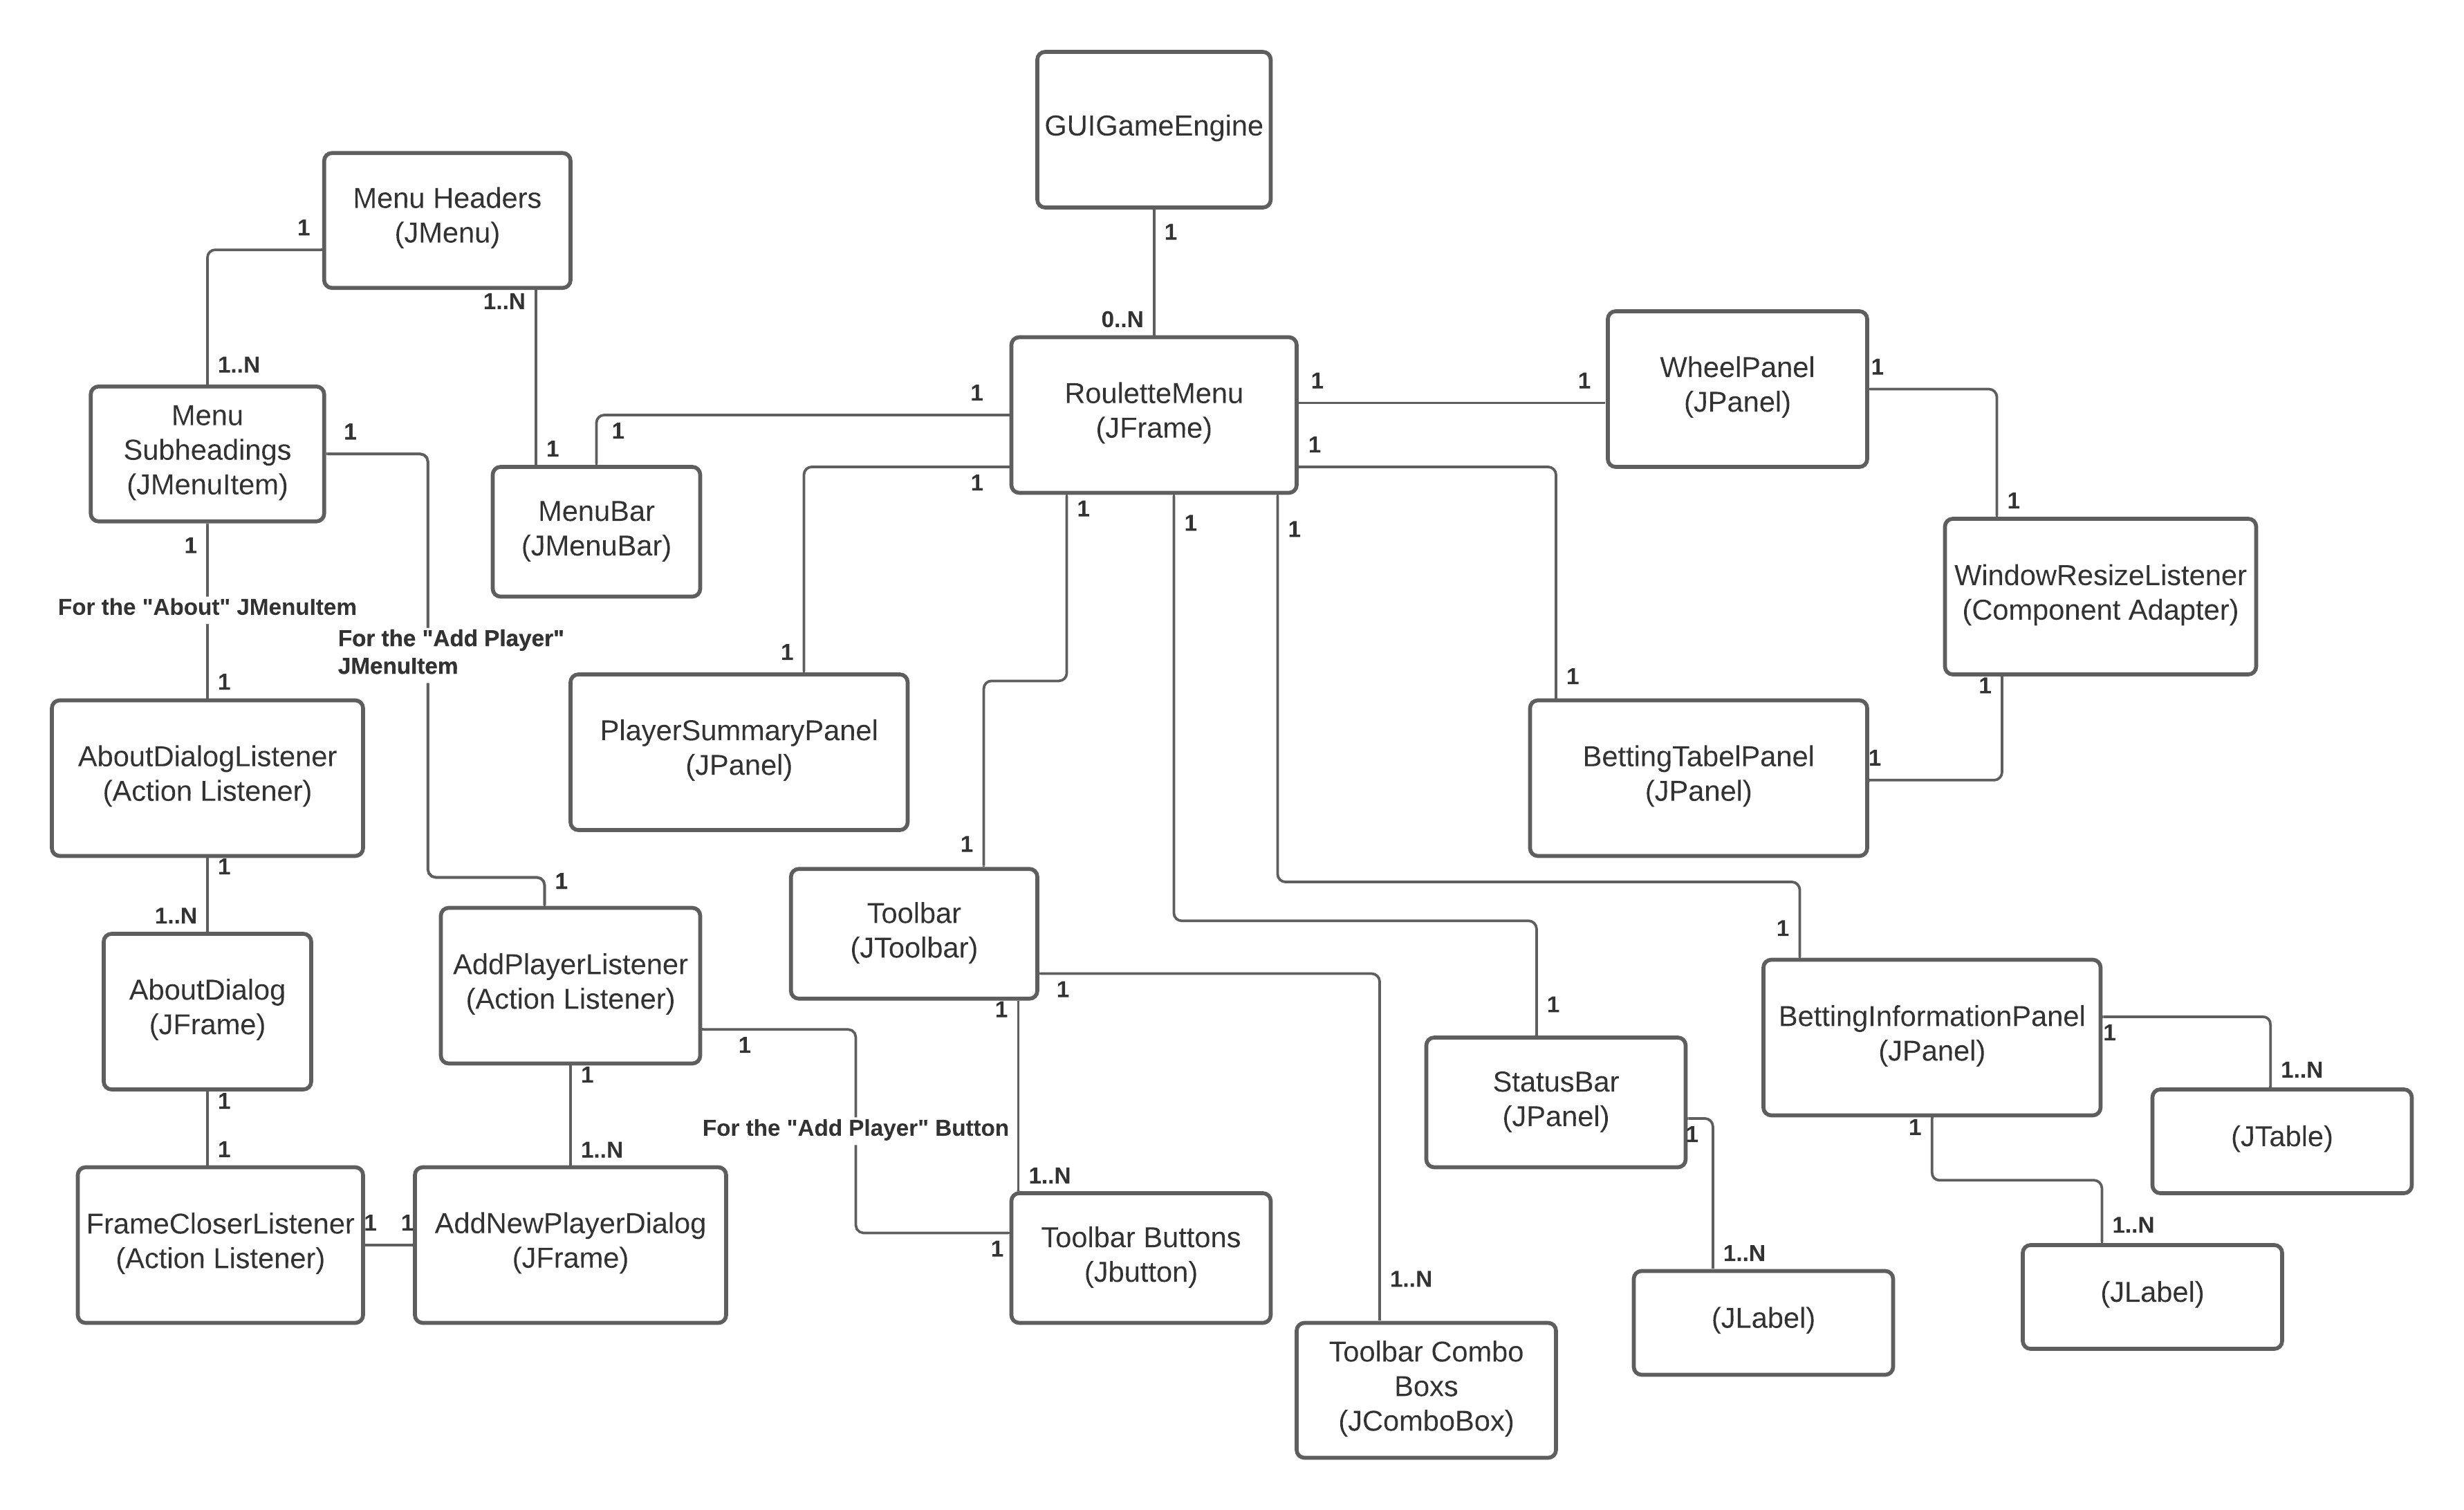 GUIGameEngine
1
0..N
Menu Headers
(JMenu)
1
1..N
1..N
1
Menu
Subheadings
(JMenuItem)
1
1
For the "About" JMenuItem
For the "Add Player"
JMenuItem
1
1
MenuBar
(JMenuBar)
1
1
RouletteMenu
(JFrame)
1
1
1
1
1
1
1
WheelPanel
(JPanel)
1
1
WindowResizeListener
(Component Adapter)
1
1
PlayerSummaryPanel
(JPanel)
1
BettingTabelPanel
(JPanel)
1
AboutDialogListener
(Action Listener)
1
1..N
AboutDialog
(JFrame)
1
1
FrameCloserListener
(Action Listener)
1
1
AddPlayerListener
(Action Listener)
1
1
1..N
For the "Add Player" Button
AddNewPlayerDialog
(JFrame)
1
Toolbar
(JToolbar)
1
1
1..N
1
Toolbar Buttons
(Jbutton)
1..N
Toolbar Combo
Boxs
(JComboBox)
1
StatusBar
(JPanel)
1
1..N
(JLabel)
1
BettingInformationPanel
(JPanel)
1
1..N
(JTable)
1
1..N
(JLabel)